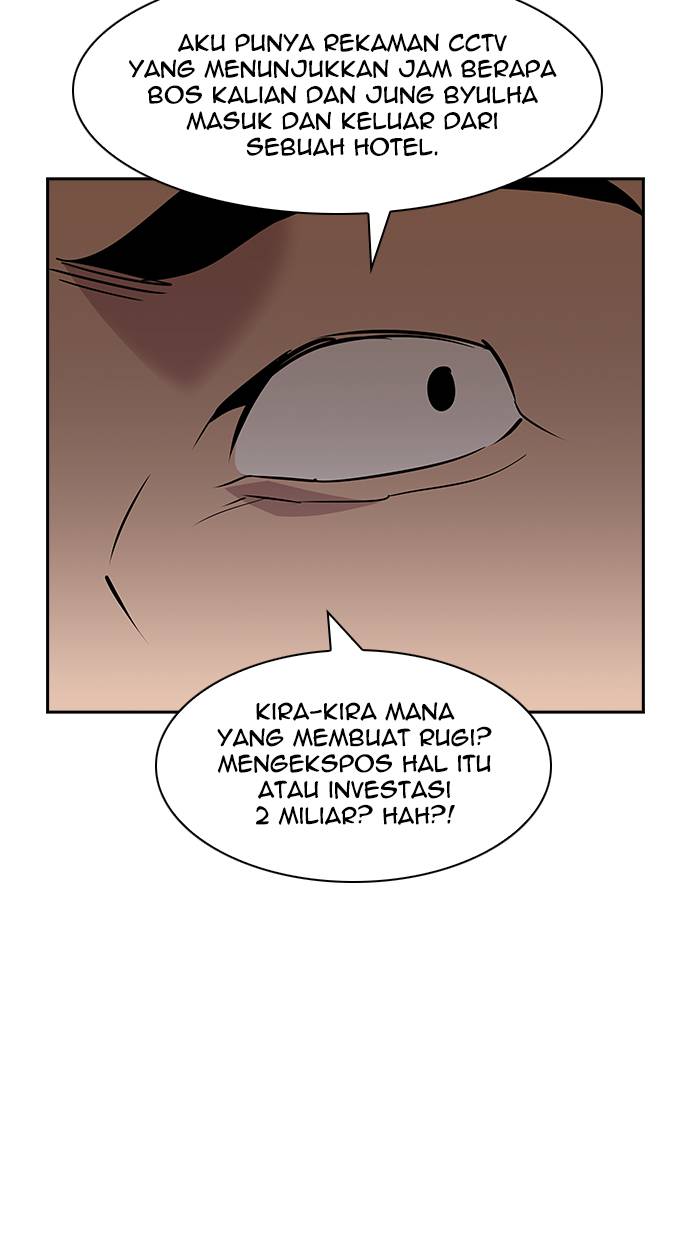 AKU PUNYA REKAMAN CCTV
YANG MENUNJUKKAN JAM BERAPA
BOS KALIAN DAN JUNG BYULHA
MASUK DAN KELUAR DARI
SEBUAH HOTEL.
KIRA-KIRA MANA
YANG MEMBUAT RUGI?
MENGEKSPOS HAL ITU
ATAU INVESTASI
2 MILIAR? HAH?!